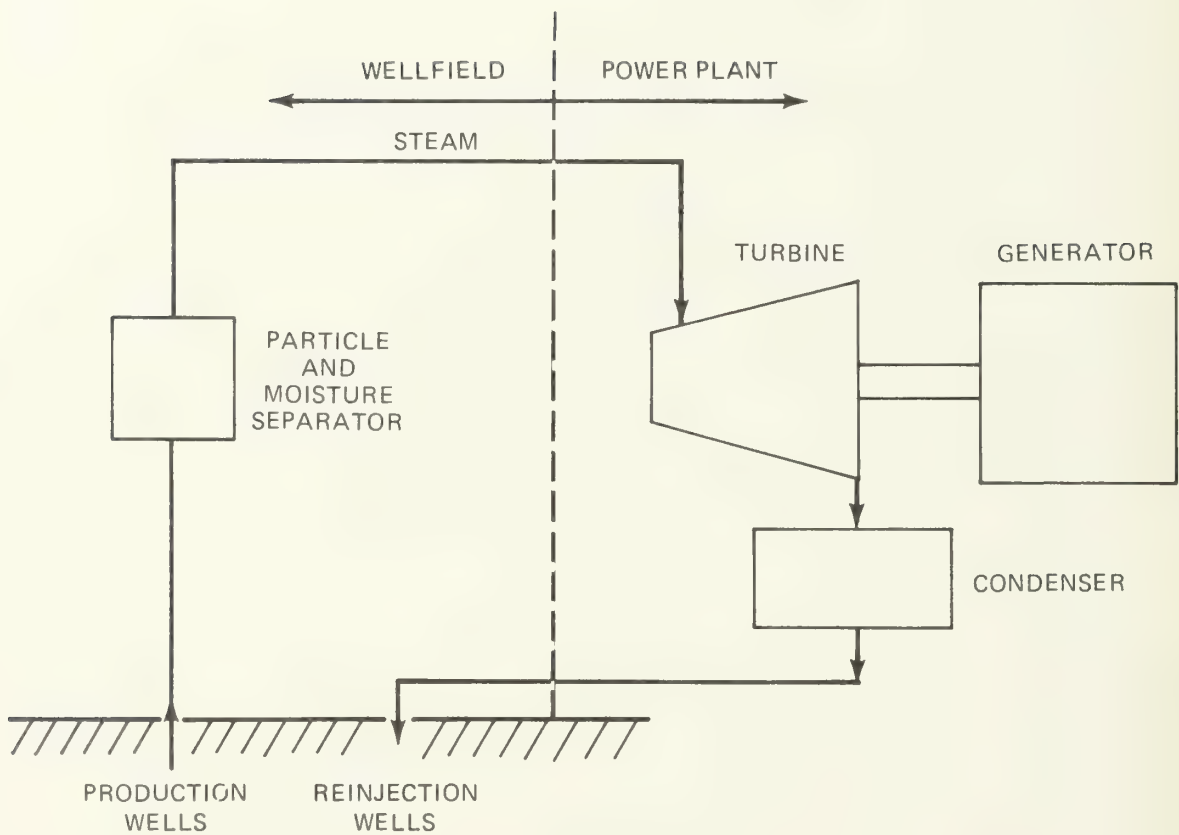 WELLFIELD
POWER PLANT
STEAM
TURBINE
GENERATOR
PARTICLE
AND
MOISTURE
SEPARATOR
CONDENSER
PRODUCTION
WELLS
REINJECTION
WELLS